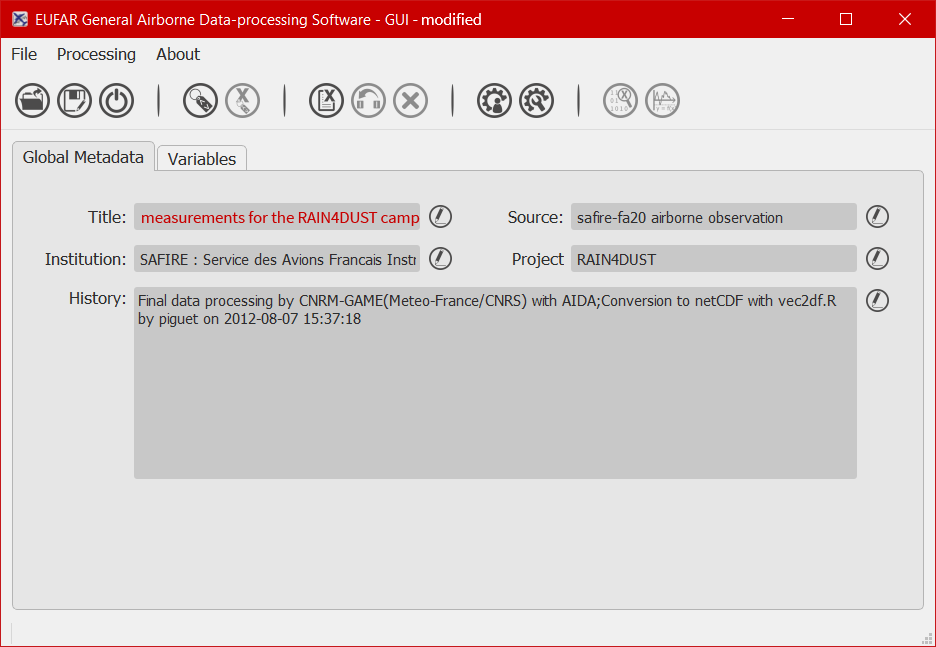 EUFAR General Airborne Data-processing Software - GUI - modified
File Processing About
Global Metadata Variables
Title: measurements for the RAIN4DUST camp Source: safire-fa20 airborne observation
Institution: SAFIRE : Service des Avions Francais Instr Project RAIN4DUST
History: Final data processing by CNRM-GAME(Meteo-France/CNRS) with AIDA;Conversion to netCDF with vec2df.R
by piguet on 2012-08-07 15:37:18